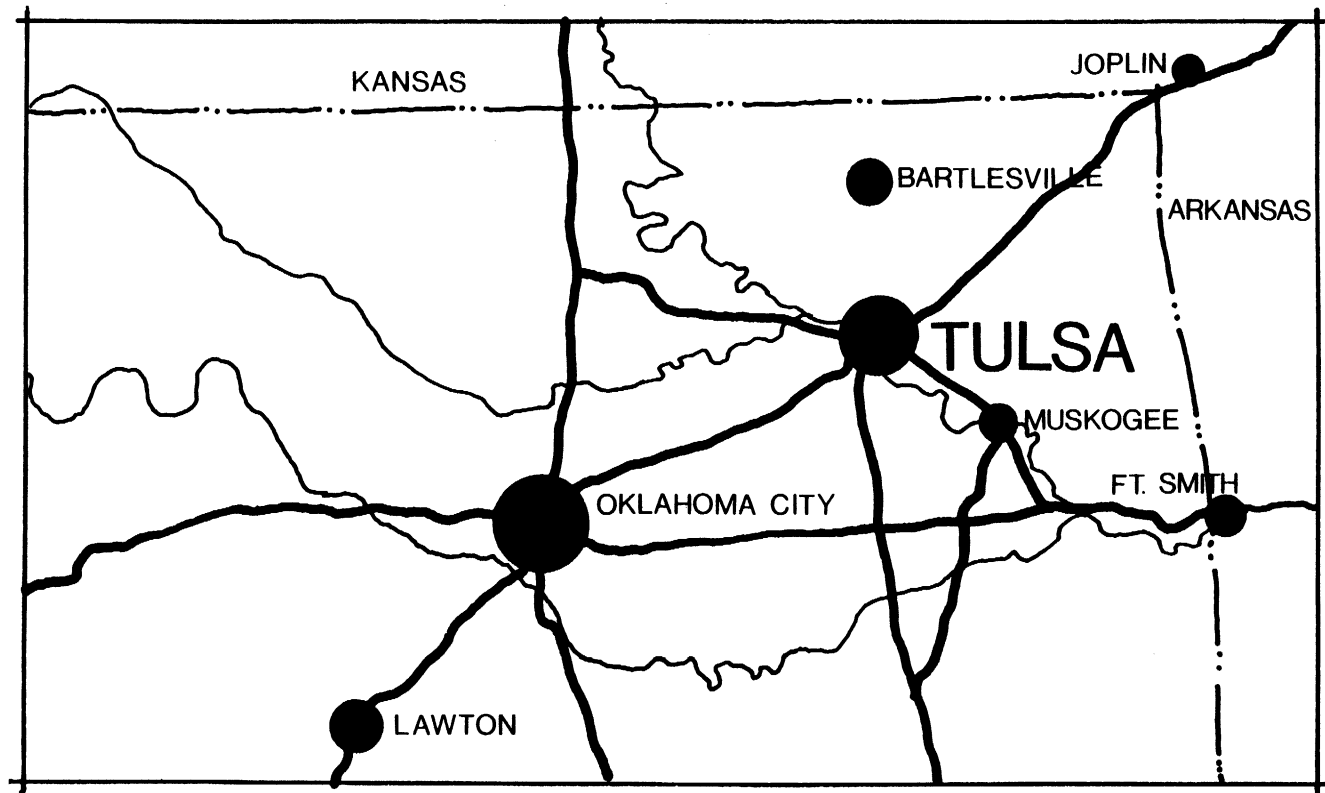 JOPLIN
KANSAS
BARTLESVILLE
ARKANSAS
TULSA
MUSKOGEE
FT. SMITH
OKLAHOMA CITY
LAWTON